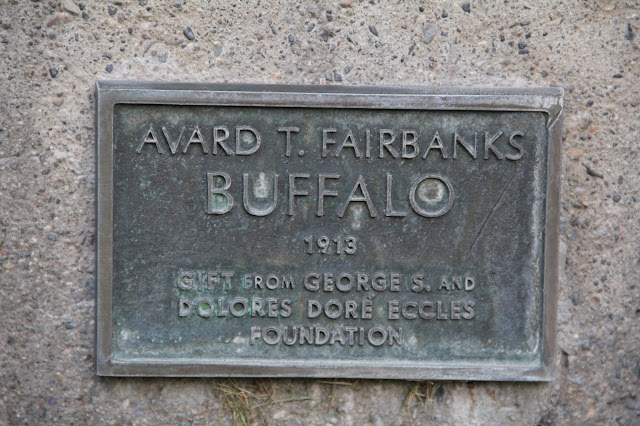 AVARD T. FAIRBANKS
BUFFALO
1913
GIFT FROM GEORGE S. AND
DOLORES DORÉ ECCLES
FOUNDATION